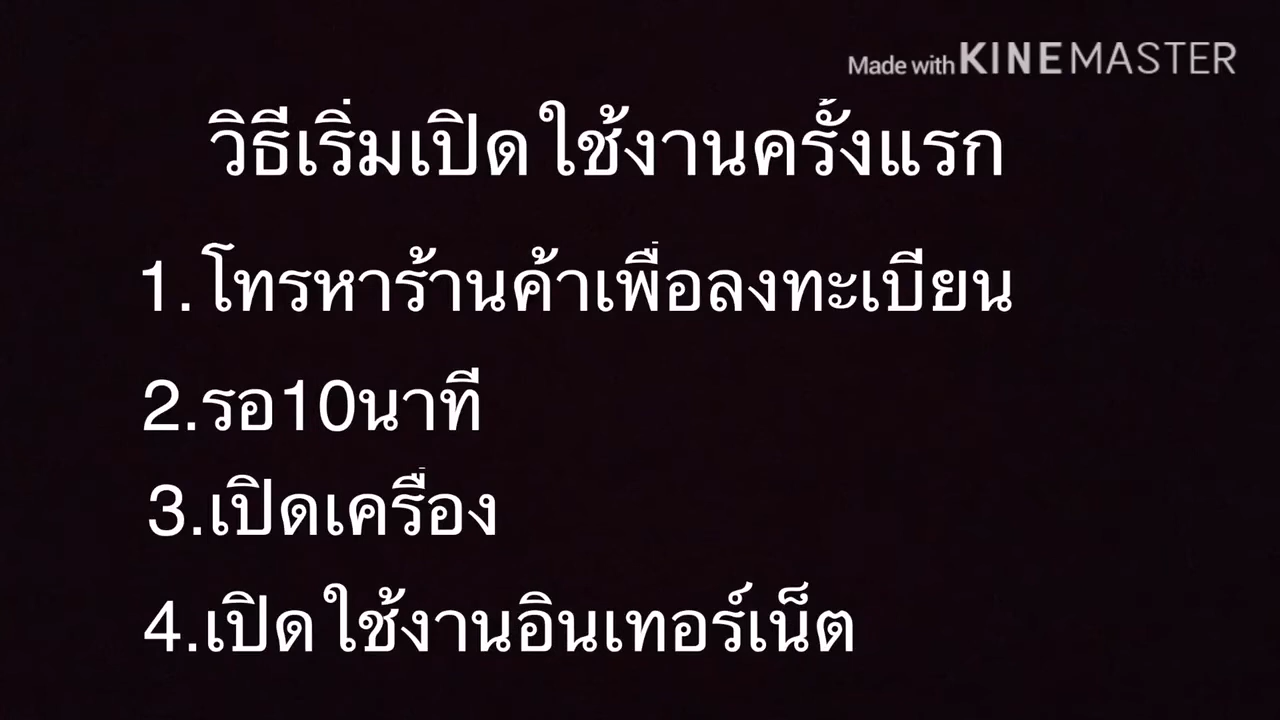 Made with KINEMASTER
วิธีเริ่มเปิดใช้งานครั้งแรก
1.โทรหาร้านค้าเพื่อลงทะเบียน
2.รอ10นาที
3.เปิดเครื่อง
4.เปิดใช้งานอินเทอร์เน็ต